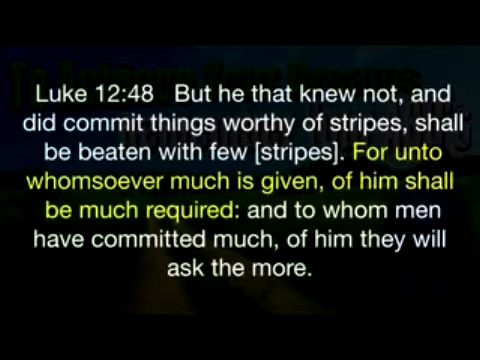 Luke 12:48 But he that knew not, and
did commit things worthy of stripes, shall
be beaten with few [stripes]. For unto
whomsoever much is given, of him shall
be much required: and to whom men
have committed much, of him they will
ask the more.